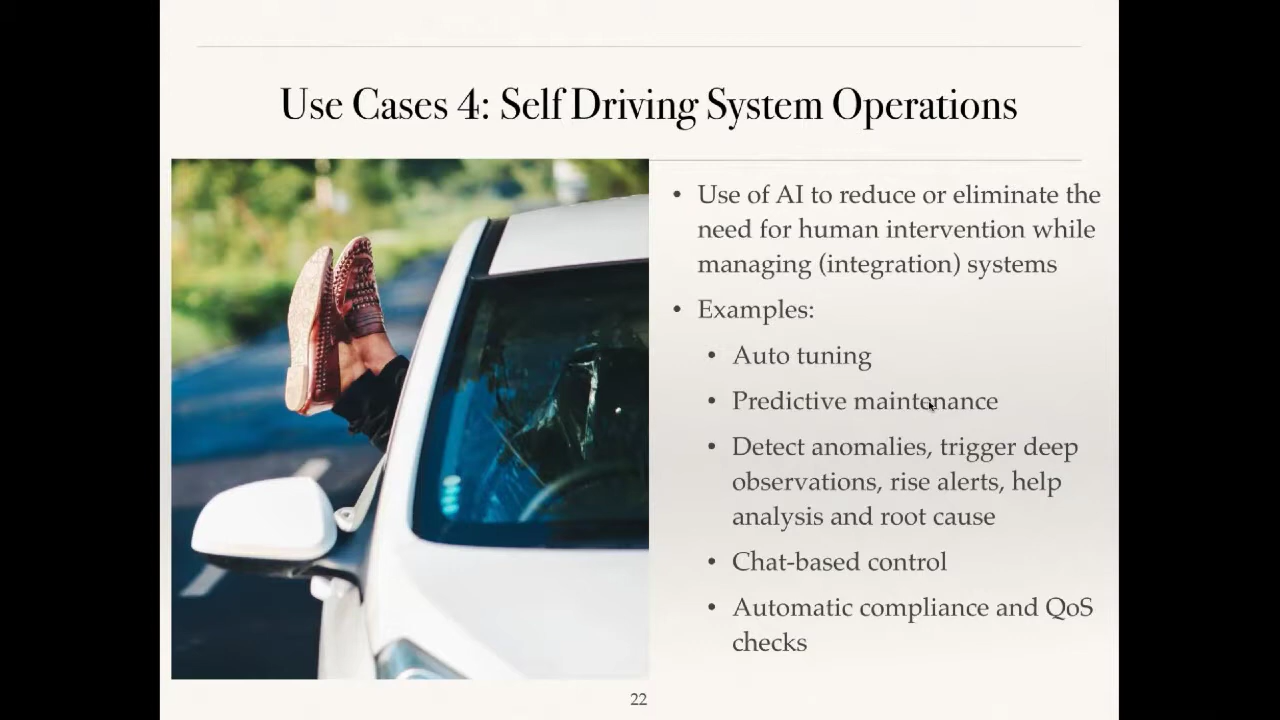 Use Cases 4: Self Driving System Operations
• Use of AI to reduce or eliminate the
need for human intervention while
managing (integration) systems
• Examples:
• Auto tuning
• Predictive maintenance
• Detect anomalies, trigger deep
observations, rise alerts, help
analysis and root cause
• Chat-based control
• Automatic compliance and QoS
checks
22